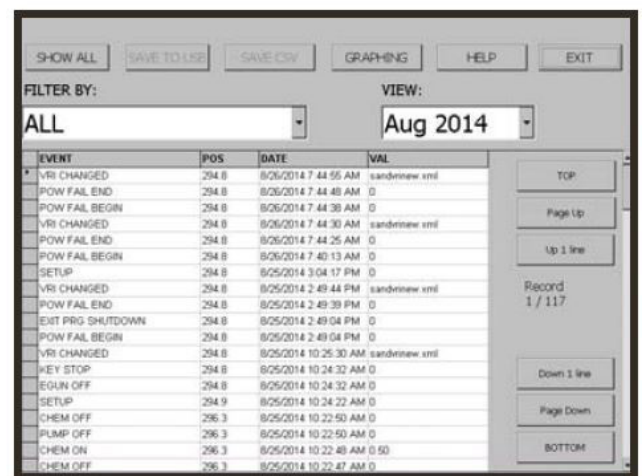 SHOW ALL SAVE TO USB SAVE CSV GRAPHING HELP EXIT
FILTER BY: VIEW:
ALL Aug 2014
EVENT POS DATE VAL
VRI CHANGED 294.8 8/26/2014 7:44:55 AM sandvrinew.xml
POW FAIL END 294.8 8/26/2014 7:44:48 AM 0
POW FAIL BEGIN 294.8 8/26/2014 7:44:38 AM 0
VRI CHANGED 294.8 8/26/2014 7:44:30 AM sandvrinew.xml
POW FAIL END 294.8 8/26/2014 7:44:25 AM 0
POW FAIL BEGIN 294.8 8/26/2014 7:40:13 AM 0
SETUP 294.8 8/25/2014 3:04:17 PM 0
VRI CHANGED 294.8 8/25/2014 2:49:44 PM sandvrinew.xml
POW FAIL END 294.8 8/25/2014 2:49:39 PM 0
EXIT PRG SHUTDOWN 294.8 8/25/2014 2:49:04 PM 0
POW FAIL BEGIN 294.8 8/25/2014 2:49:04 PM 0
VRI CHANGED 294.8 8/25/2014 10:25:30 AM sandvrinew.xml
KEY STOP 294.8 8/25/2014 10:24:32 AM 0
EGUN OFF 294.8 8/25/2014 10:24:32 AM 0
SETUP 294.9 8/25/2014 10:24:22 AM 0
CHEM OFF 296.3 8/25/2014 10:22:50 AM 0
PUMP OFF 296.3 8/25/2014 10:22:50 AM 0
CHEM ON 296.3 8/25/2014 10:22:48 AM 0.50
CHEM OFF 296.3 8/25/2014 10:22:47 AM 0
TOP
Page Up
Up 1 line
Record
1 / 117
Down 1 line
Page Down
BOTTOM